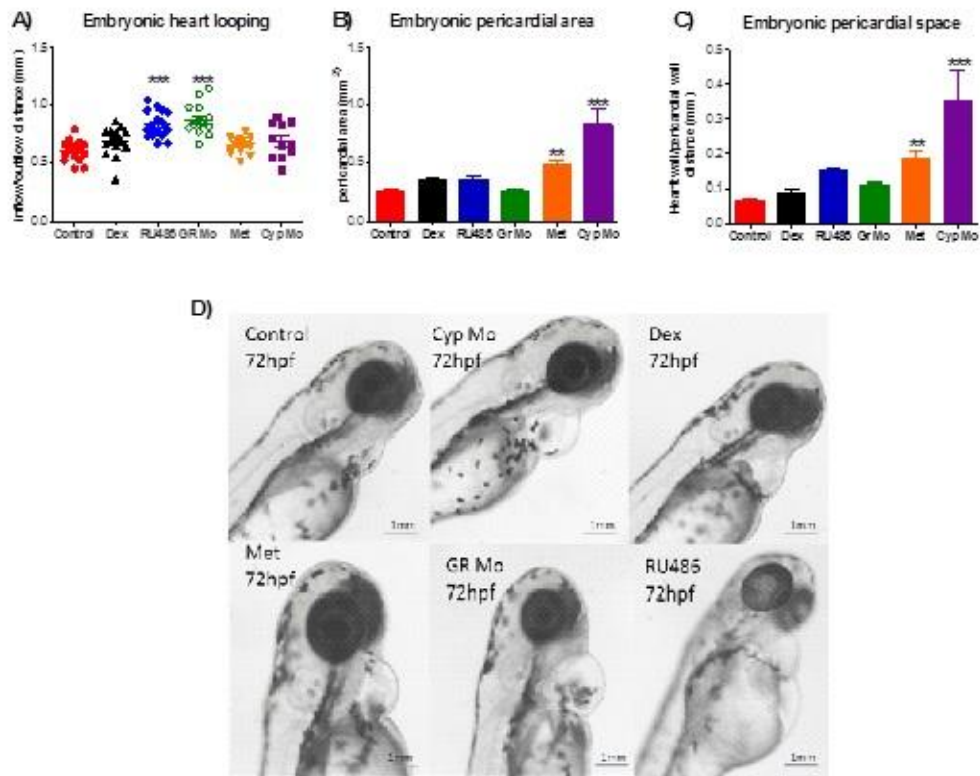 A)
Embryonic heart looping
inflow/outflow distance (mm)
1.5
1.0
0.5
0.0
***
***
Control Dex RU486 GR Mo Met Cyp Mo
B)
Embryonic pericardial area
pericardial area (mm ²)
1.5
1.0
0.5
0.0
**
***
Control Dex RU486 Gr Mo Met Cyp Mo
C)
Embryonic pericardial space
Heart wall/pericardial wall
distance (mm)
0.5
0.4
0.3
0.2
0.1
0.0
**
***
Control Dex RU486 Gr Mo Met Cyp Mo
D)
Control
72hpf
1mm
Cyp Mo
72hpf
1mm
Dex
72hpf
1mm
Met
72hpf
1mm
GR Mo
72hpf
1mm
RU486
72hpf
1mm